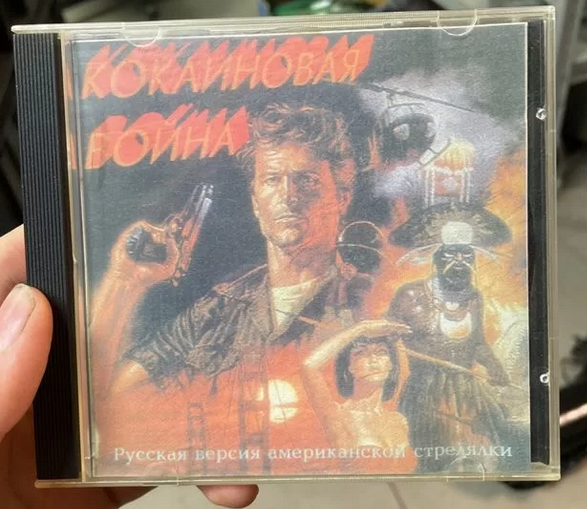 КОКАИНОВАЯ
ВОЙНА
Русская версия американской стрелялки